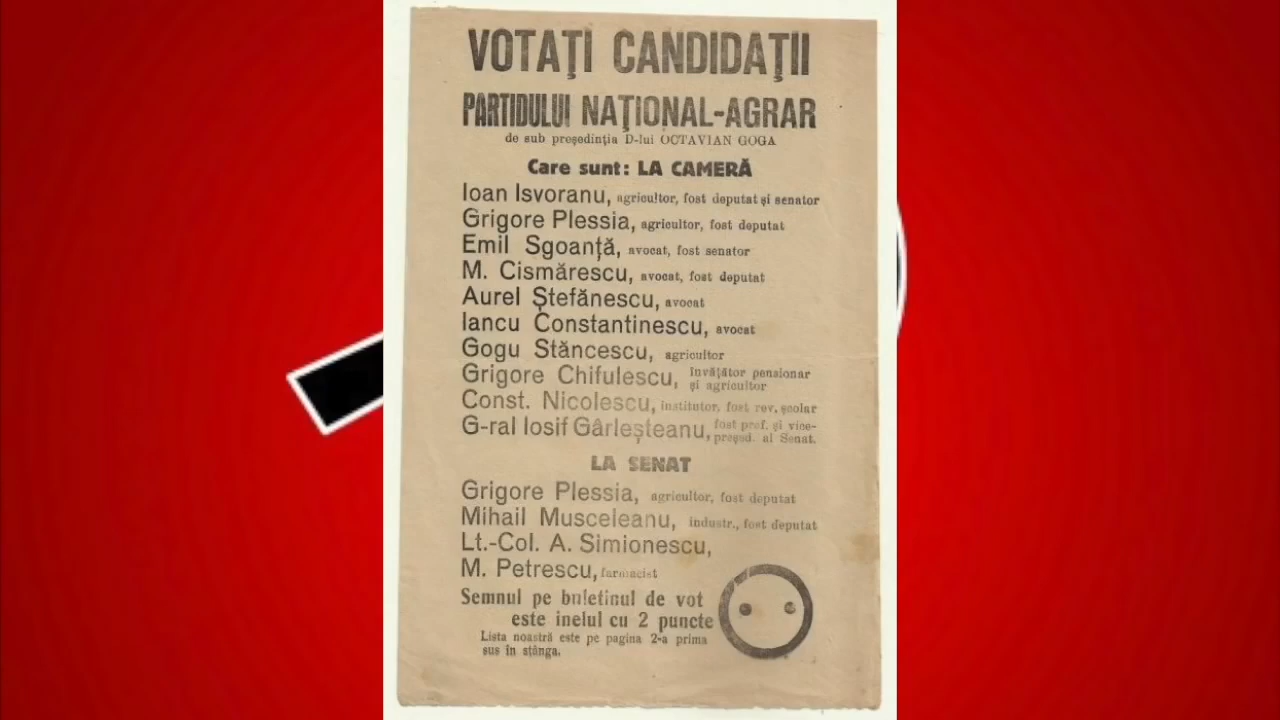 VOTAŢI CANDIDAŢII
PARTIDULUI NAŢIONAL-AGRAR
de sub preşedinţia D-lui OCTAVIAN GOGA
Care sunt: LA CAMERĂ
Ioan Isvoranu, agricultor, fost deputat şi senator
Grigore Plessia, agricultor, fost deputat
Emil Sgoanţă, avocat, fost senator
M. Cismărescu, avocat, fost deputat
Aurel Ştefănescu, avocat
Iancu Constantinescu, avocat
Gogu Stăncescu, agricultor
Grigore Chifulescu, învăţător pensionar şi agricultor
Const. Nicolescu, institutor, fost rev. şcolar
G-ral Iosif Gârleşteanu, fost pref. şi vice-preşed. al Senat.
LA SENAT
Grigore Plessia, agricultor, fost deputat
Mihail Musceleanu, industr., fost deputat
Lt.-Col. A. Simionescu,
M. Petrescu, farmacist
Semnul pe buletinul de vot
este inelul cu 2 puncte
Lista noastră este pe pagina 2-a prima
sus în stânga.